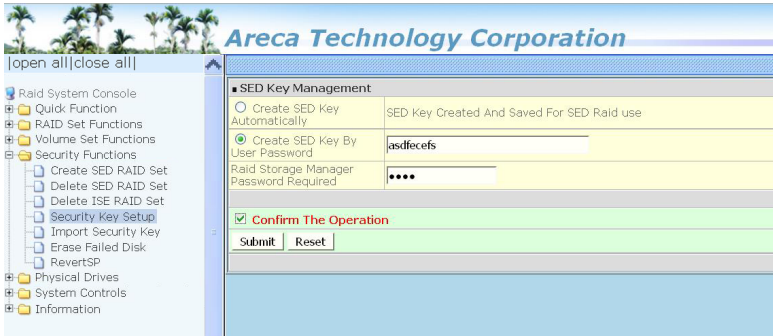 Areca Technology Corporation
|open all|close all|
Raid System Console
Quick Function
RAID Set Functions
Volume Set Functions
Security Functions
Create SED RAID Set
Delete SED RAID Set
Delete ISE RAID Set
Security Key Setup
Import Security Key
Erase Failed Disk
RevertSP
Physical Drives
System Controls
Information
SED Key Management
Create SED Key
Automatically
SED Key Created And Saved For SED Raid use
Create SED Key By
User Password
asdfecefs
Raid Storage Manager
Password Required
••••
Confirm The Operation
Submit Reset